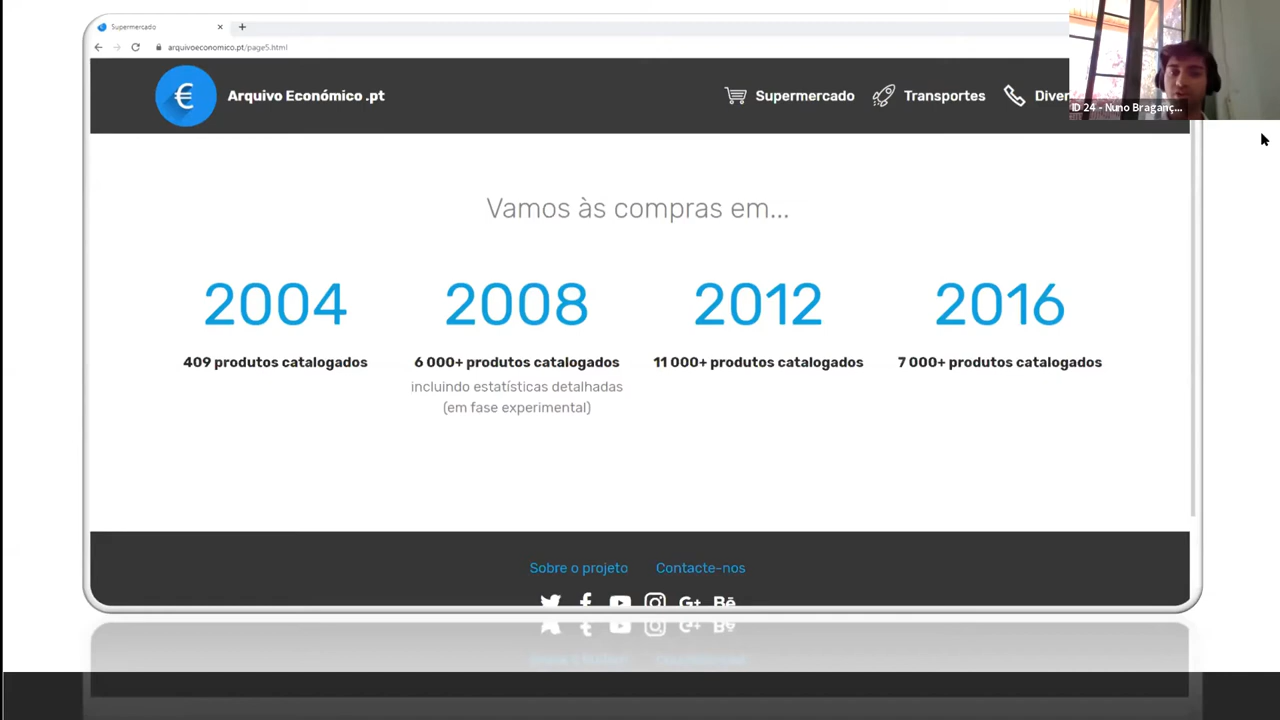 Supermercado
arquivoeconomico.pt/page5.html
Arquivo Económico .pt
Supermercado
Transportes
Diver
ID 24 - Nuno Braganç...
Vamos às compras em...
2004
2008
2012
2016
409 produtos catalogados
6 000+ produtos catalogados
11 000+ produtos catalogados
7 000+ produtos catalogados
incluindo estatísticas detalhadas
(em fase experimental)
Sobre o projeto
Contacte-nos
G+
Bē